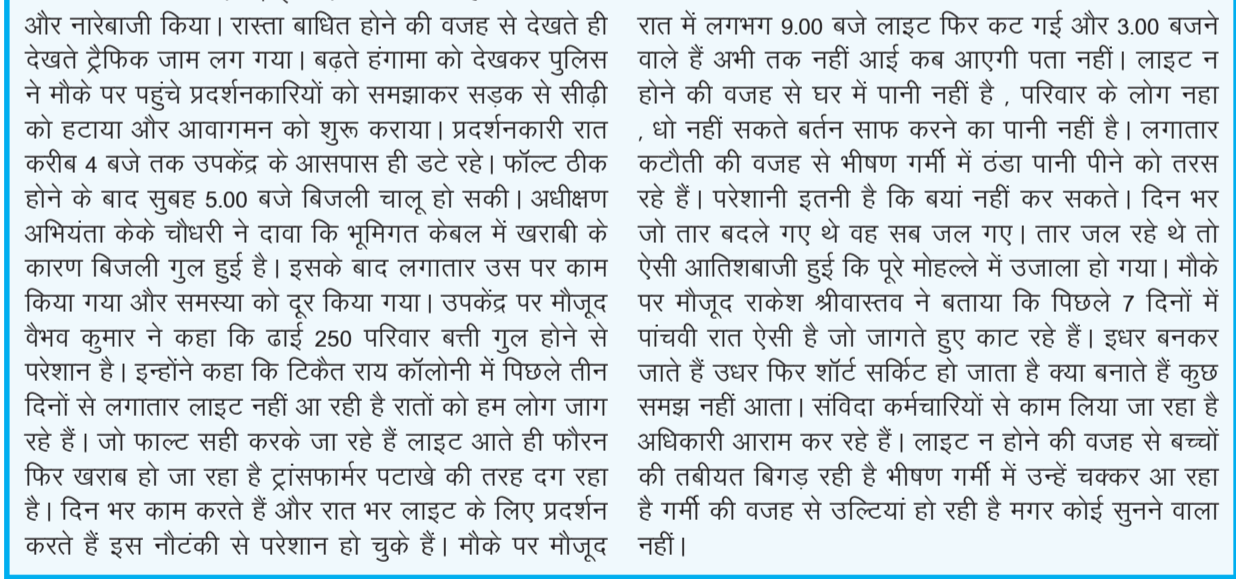 और नारेबाजी किया। रास्ता बाधित होने की वजह से देखते ही
देखते ट्रैफिक जाम लग गया। बढ़ते हंगामा को देखकर पुलिस
ने मौके पर पहुंचे प्रदर्शनकारियों को समझाकर सड़क से सीढ़ी
को हटाया और आवागमन को शुरू कराया। प्रदर्शनकारी रात
करीब 4 बजे तक उपकेंद्र के आसपास ही डटे रहे। फॉल्ट ठीक
होने के बाद सुबह 5.00 बजे बिजली चालू हो सकी। अधीक्षण
अभियंता केके चौधरी ने दावा कि भूमिगत केबल में खराबी के
कारण बिजली गुल हुई है। इसके बाद लगातार उस पर काम
किया गया और समस्या को दूर किया गया। उपकेंद्र पर मौजूद
वैभव कुमार ने कहा कि ढाई 250 परिवार बत्ती गुल होने से
परेशान है। इन्होंने कहा कि टिकैत राय कॉलोनी में पिछले तीन
दिनों से लगातार लाइट नहीं आ रही है रातों को हम लोग जाग
रहे हैं। जो फाल्ट सही करके जा रहे हैं लाइट आते ही फौरन
फिर खराब हो जा रहा है ट्रांसफार्मर पटाखे की तरह दग रहा
है। दिन भर काम करते हैं और रात भर लाइट के लिए प्रदर्शन
करते हैं इस नौटंकी से परेशान हो चुके हैं। मौके पर मौजूद
रात में लगभग 9.00 बजे लाइट फिर कट गई और 3.00 बजने
वाले हैं अभी तक नहीं आई कब आएगी पता नहीं। लाइट न
होने की वजह से घर में पानी नहीं है , परिवार के लोग नहा
, धो नहीं सकते बर्तन साफ करने का पानी नहीं है। लगातार
कटौती की वजह से भीषण गर्मी में ठंडा पानी पीने को तरस
रहे हैं। परेशानी इतनी है कि बयां नहीं कर सकते। दिन भर
जो तार बदले गए थे वह सब जल गए। तार जल रहे थे तो
ऐसी आतिशबाजी हुई कि पूरे मोहल्ले में उजाला हो गया। मौके
पर मौजूद राकेश श्रीवास्तव ने बताया कि पिछले 7 दिनों में
पांचवी रात ऐसी है जो जागते हुए काट रहे हैं। इधर बनकर
जाते हैं उधर फिर शॉर्ट सर्किट हो जाता है क्या बनाते हैं कुछ
समझ नहीं आता। संविदा कर्मचारियों से काम लिया जा रहा है
अधिकारी आराम कर रहे हैं। लाइट न होने की वजह से बच्चों
की तबीयत बिगड़ रही है भीषण गर्मी में उन्हें चक्कर आ रहा
है गर्मी की वजह से उल्टियां हो रही है मगर कोई सुनने वाला
नहीं।